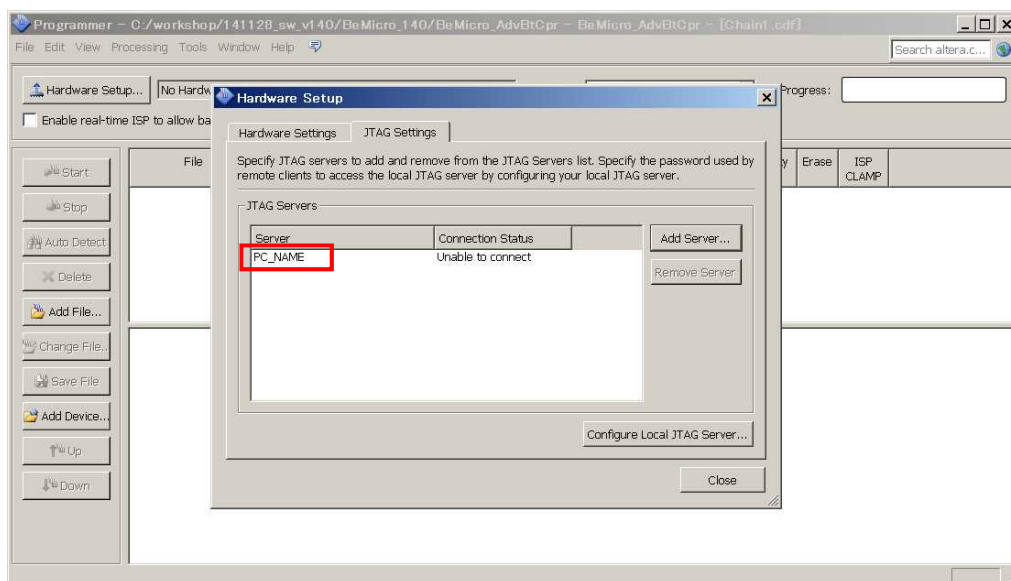 Programmer - C:/workshop/141128_sw_v140/BeMicro_140/BeMicro_AdvBtCpr - BeMicro_AdvBtCpr - [Chain1.cdf]
File Edit View Processing Tools Window Help
Search altera.c...
Hardware Setup... No Hardw
Progress:
Enable real-time ISP to allow ba
Hardware Setup
Hardware Settings JTAG Settings
Specify JTAG servers to add and remove from the JTAG Servers list. Specify the password used by
remote clients to access the local JTAG server by configuring your local JTAG server.
JTAG Servers
Server Connection Status
PC_NAME Unable to connect
Add Server...
Remove Server
Configure Local JTAG Server...
Close
File
y Erase ISP
CLAMP
Start
Stop
Auto Detect
Delete
Add File...
Change File..
Save File
Add Device..
Up
Down